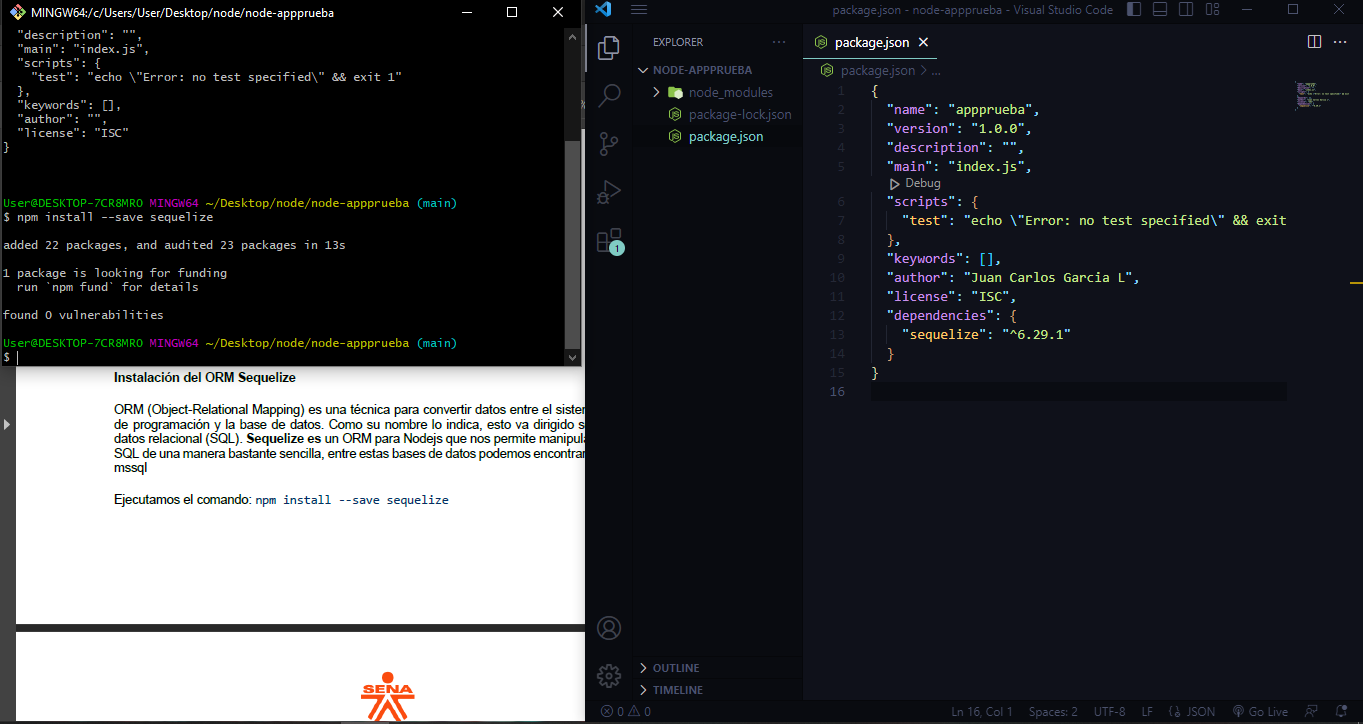 MINGW64:/c/Users/User/Desktop/node/node-appprueba
"description": "",
"main": "index.js",
"scripts": {
"test": "echo \"Error: no test specified\" && exit 1"
},
"keywords": [],
"author": "",
"license": "ISC"
}
User@DESKTOP-7CR8MRO MINGW64 ~/Desktop/node/node-appprueba (main)
$ npm install --save sequelize
added 22 packages, and audited 23 packages in 13s
1 package is looking for funding
run `npm fund` for details
found 0 vulnerabilities
User@DESKTOP-7CR8MRO MINGW64 ~/Desktop/node/node-appprueba (main)
$
Instalación del ORM Sequelize
ORM (Object-Relational Mapping) es una técnica para convertir datos entre el sister
de programación y la base de datos. Como su nombre lo indica, esto va dirigido s
datos relacional (SQL). Sequelize es un ORM para Nodejs que nos permite manipul
SQL de una manera bastante sencilla, entre estas bases de datos podemos encontrar
mssql
Ejecutamos el comando: npm install --save sequelize
SENA
package.json - node-appprueba - Visual Studio Code
EXPLORER
NODE-APPPRUEBA
node_modules
package-lock.json
package.json
1
OUTLINE
TIMELINE
package.json
package.json > ...
1 {
2 "name": "appprueba",
3 "version": "1.0.0",
4 "description": "",
5 "main": "index.js",
Debug
6 "scripts": {
7 "test": "echo \"Error: no test specified\" && exit
8 },
9 "keywords": [],
10 "author": "Juan Carlos Garcia L",
11 "license": "ISC",
12 "dependencies": {
13 "sequelize": "^6.29.1"
14 }
15 }
16
0 0
Ln 16, Col 1 Spaces: 2 UTF-8 LF {} JSON Go Live